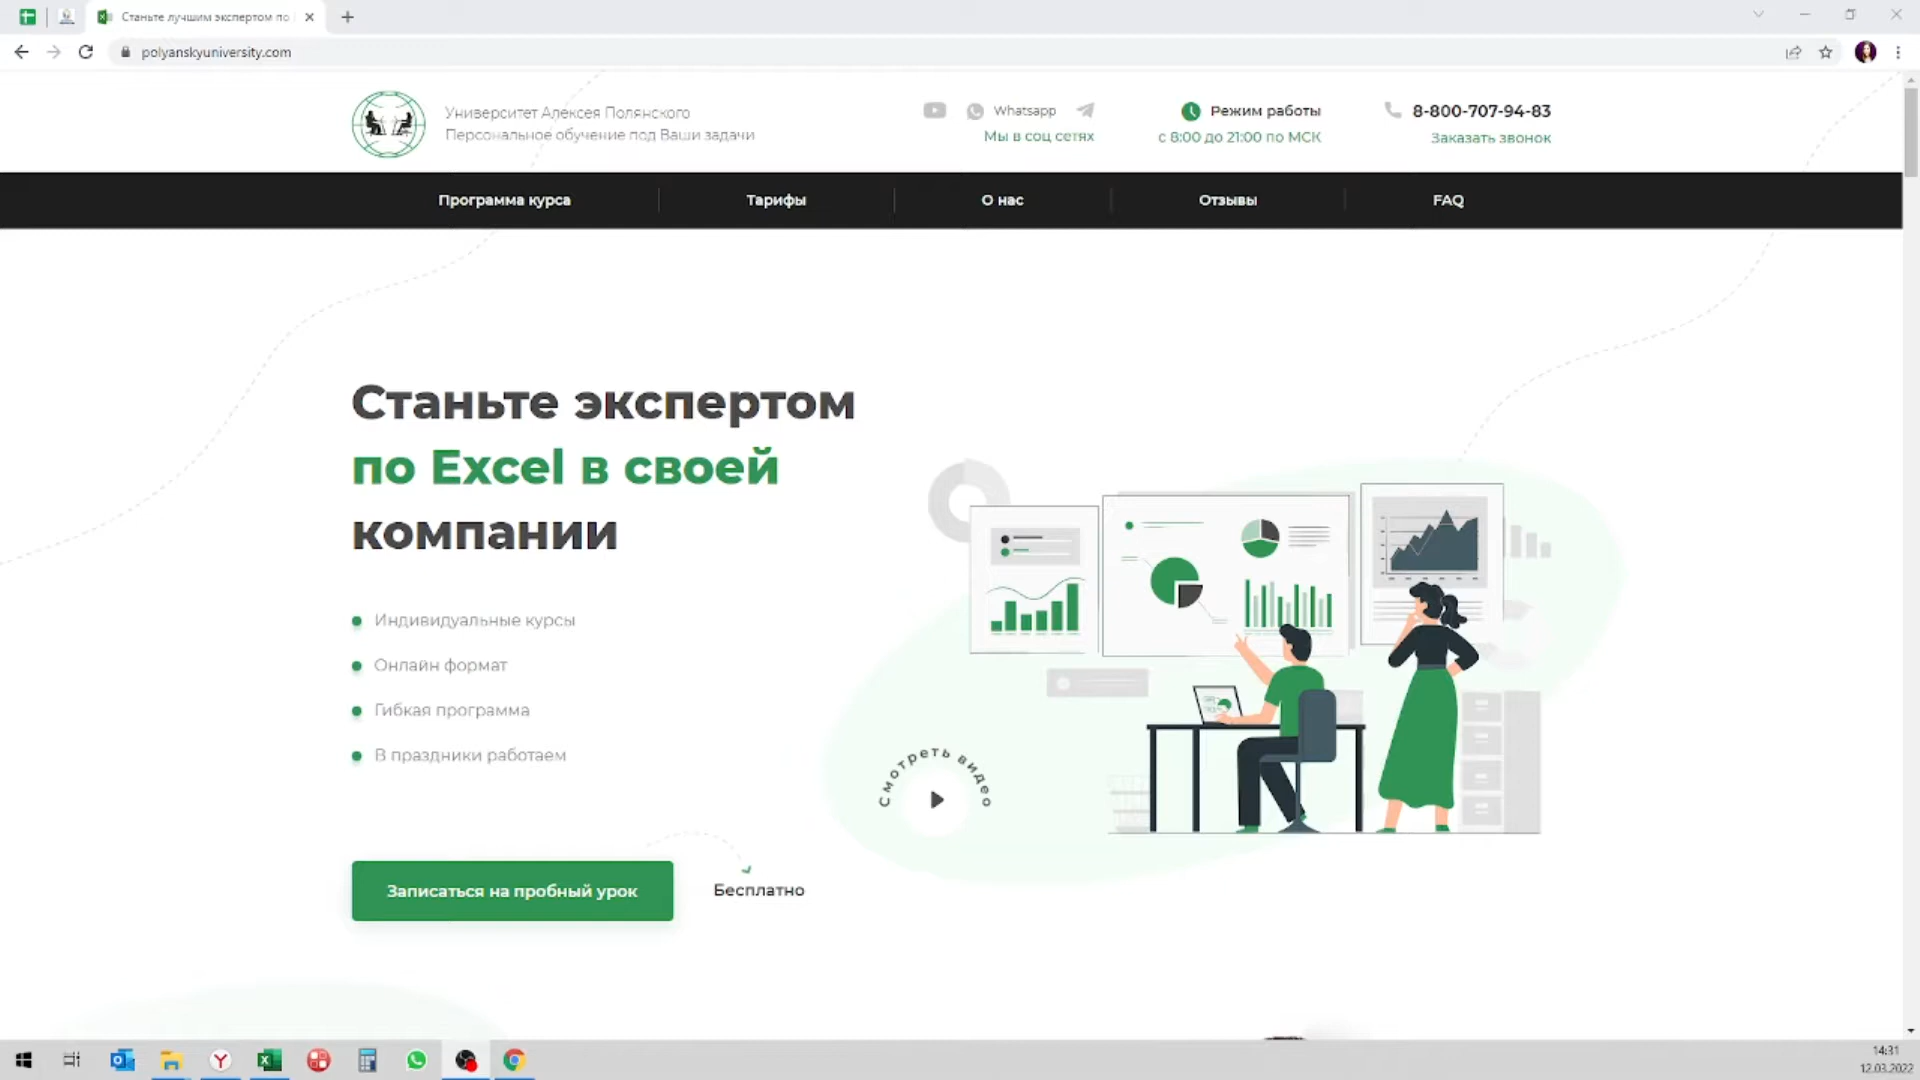 Станьте лучшим экспертом по
polyanskyuniversity.com
Университет Алексея Полянского
Персональное обучение под Ваши задачи
Whatsapp
Мы в соц сетях
Режим работы
с 8:00 до 21:00 по МСК
8-800-707-94-83
Заказать звонок
Программа курса
Тарифы
О нас
Отзывы
FAQ
Станьте экспертом
по Excel в своей
компании
Индивидуальные курсы
Онлайн формат
Гибкая программа
В праздники работаем
Смотреть видео
Записаться на пробный урок
Бесплатно
14:31
12.03.2022